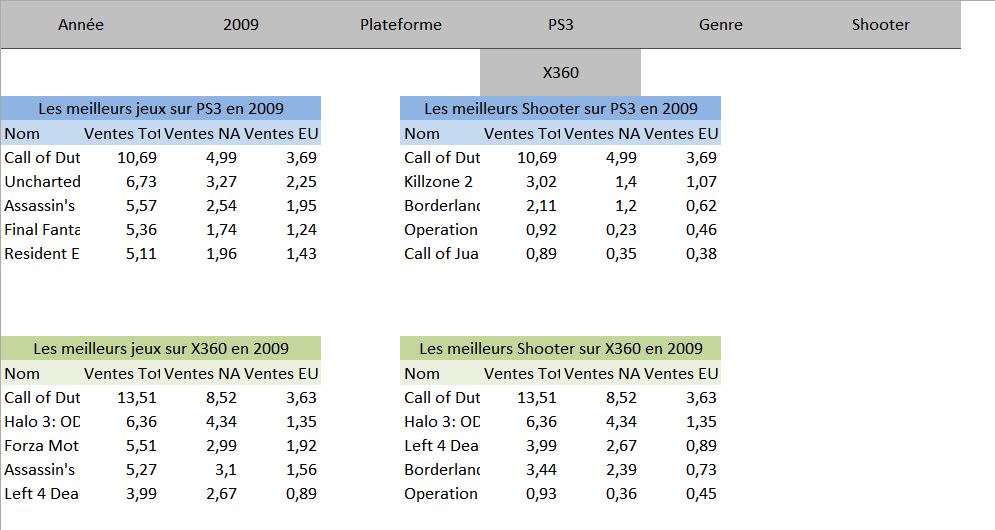 Année 2009 Plateforme PS3 Genre Shooter
X360
Les meilleurs jeux sur PS3 en 2009 Les meilleurs Shooter sur PS3 en 2009
Nom Ventes Tot Ventes NA Ventes EU Nom Ventes Tot Ventes NA Ventes EU
Call of Dut 10,69 4,99 3,69 Call of Dut 10,69 4,99 3,69
Uncharted 6,73 3,27 2,25 Killzone 2 3,02 1,4 1,07
Assassin's 5,57 2,54 1,95 Borderland 2,11 1,2 0,62
Final Fanta 5,36 1,74 1,24 Operation 0,92 0,23 0,46
Resident E 5,11 1,96 1,43 Call of Jua 0,89 0,35 0,38
Les meilleurs jeux sur X360 en 2009 Les meilleurs Shooter sur X360 en 2009
Nom Ventes Tot Ventes NA Ventes EU Nom Ventes Tot Ventes NA Ventes EU
Call of Dut 13,51 8,52 3,63 Call of Dut 13,51 8,52 3,63
Halo 3: OD 6,36 4,34 1,35 Halo 3: OD 6,36 4,34 1,35
Forza Mot 5,51 2,99 1,92 Left 4 Dea 3,99 2,67 0,89
Assassin's 5,27 3,1 1,56 Borderland 3,44 2,39 0,73
Left 4 Dea 3,99 2,67 0,89 Operation 0,93 0,36 0,45